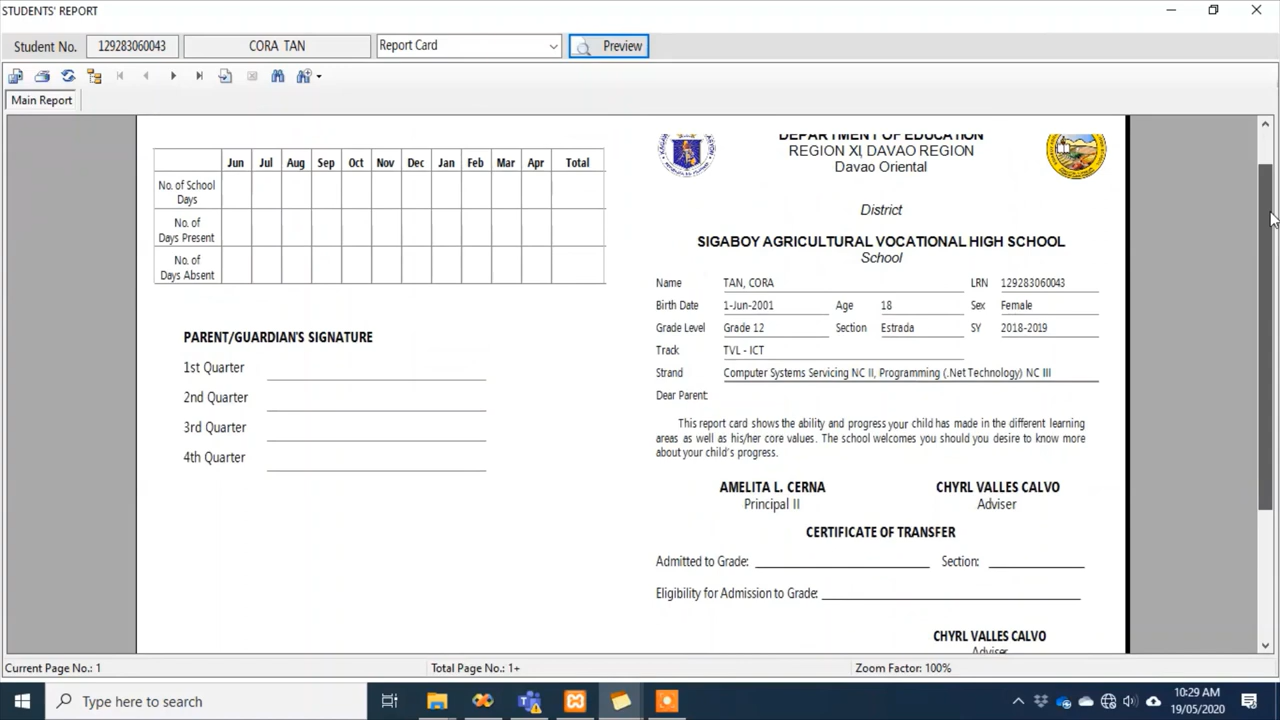 STUDENTS' REPORT
Student No. 129283060043 CORA TAN Report Card Preview
Main Report
Jun Jul Aug Sep Oct Nov Dec Jan Feb Mar Apr Total
No. of School
Days
No. of
Days Present
No. of
Days Absent
PARENT/GUARDIAN'S SIGNATURE
1st Quarter
2nd Quarter
3rd Quarter
4th Quarter
DEPARTMENT OF EDUCATION
REGION XI, DAVAO REGION
Davao Oriental
District
SIGABOY AGRICULTURAL VOCATIONAL HIGH SCHOOL
School
Name TAN, CORA LRN 129283060043
Birth Date 1-Jun-2001 Age 18 Sex Female
Grade Level Grade 12 Section Estrada SY 2018-2019
Track TVL - ICT
Strand Computer Systems Servicing NC II, Programming (.Net Technology) NC III
Dear Parent:
This report card shows the ability and progress your child has made in the different learning
areas as well as his/her core values. The school welcomes you should you desire to know more
about your child's progress.
AMELITA L. CERNA CHYRL VALLES CALVO
Principal II Adviser
CERTIFICATE OF TRANSFER
Admitted to Grade: Section:
Eligibility for Admission to Grade:
CHYRL VALLES CALVO
Adviser
Current Page No.: 1 Total Page No.: 1+ Zoom Factor: 100%
Type here to search
10:29 AM
19/05/2020